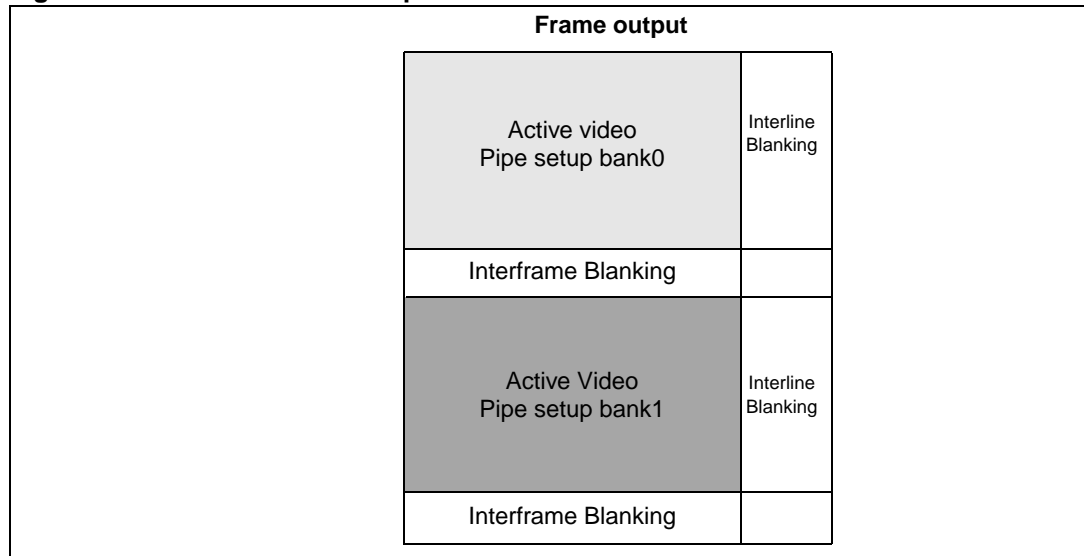 Frame output
Active video
Pipe setup bank0
Interline
Blanking
Interframe Blanking
Active Video
Pipe setup bank1
Interline
Blanking
Interframe Blanking